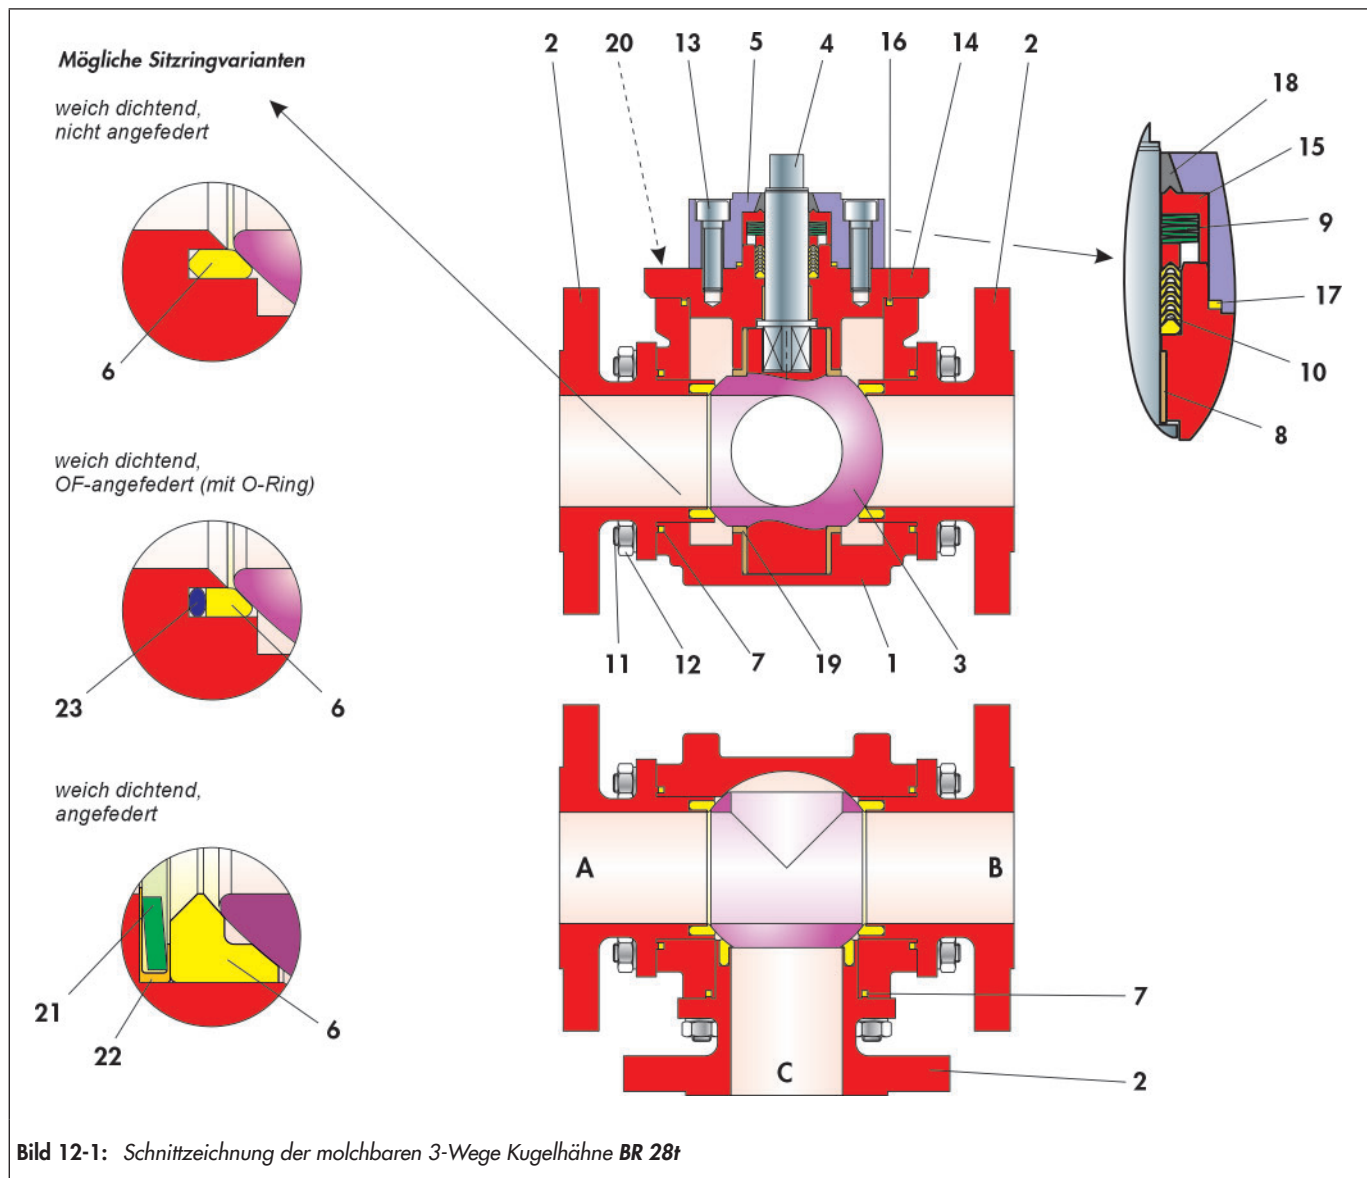 Mögliche Sitzringvarianten
weich dichtend,
nicht angefedert
6
weich dichtend,
OF-angefedert (mit O-Ring)
23
6
weich dichtend,
angefedert
21
22
6
2 20 13 5 4 16 14 2
18
15
9
17
10
8
11 12 7 19 1 3
A
B
C
7
2
Bild 12-1: Schnittzeichnung der molchbaren 3-Wege Kugelhähne BR 28t